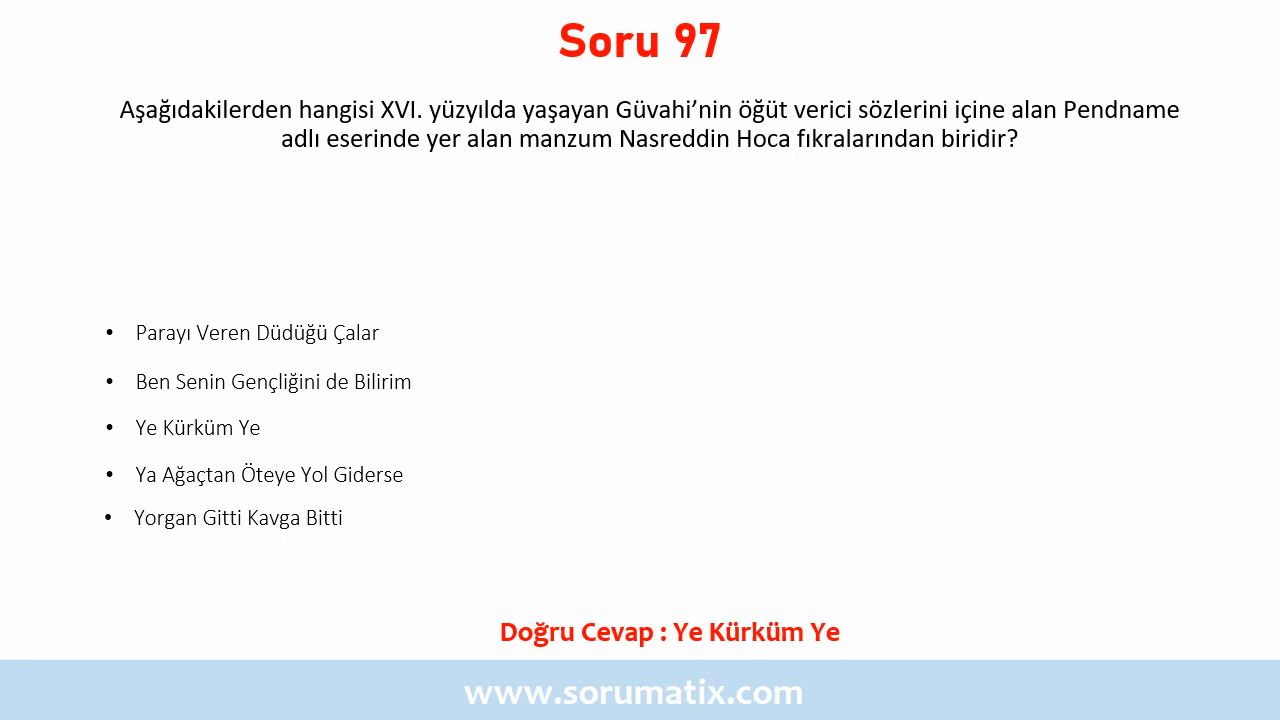 Soru 97
Aşağıdakilerden hangisi XVI. yüzyılda yaşayan Güvahi’nin öğüt verici sözlerini içine alan Pendname
adlı eserinde yer alan manzum Nasreddin Hoca fıkralarından biridir?
• Parayı Veren Düdüğü Çalar
• Ben Senin Gençliğini de Bilirim
• Ye Kürküm Ye
• Ya Ağaçtan Öteye Yol Giderse
• Yorgan Gitti Kavga Bitti
Doğru Cevap : Ye Kürküm Ye
www.sorumatix.com